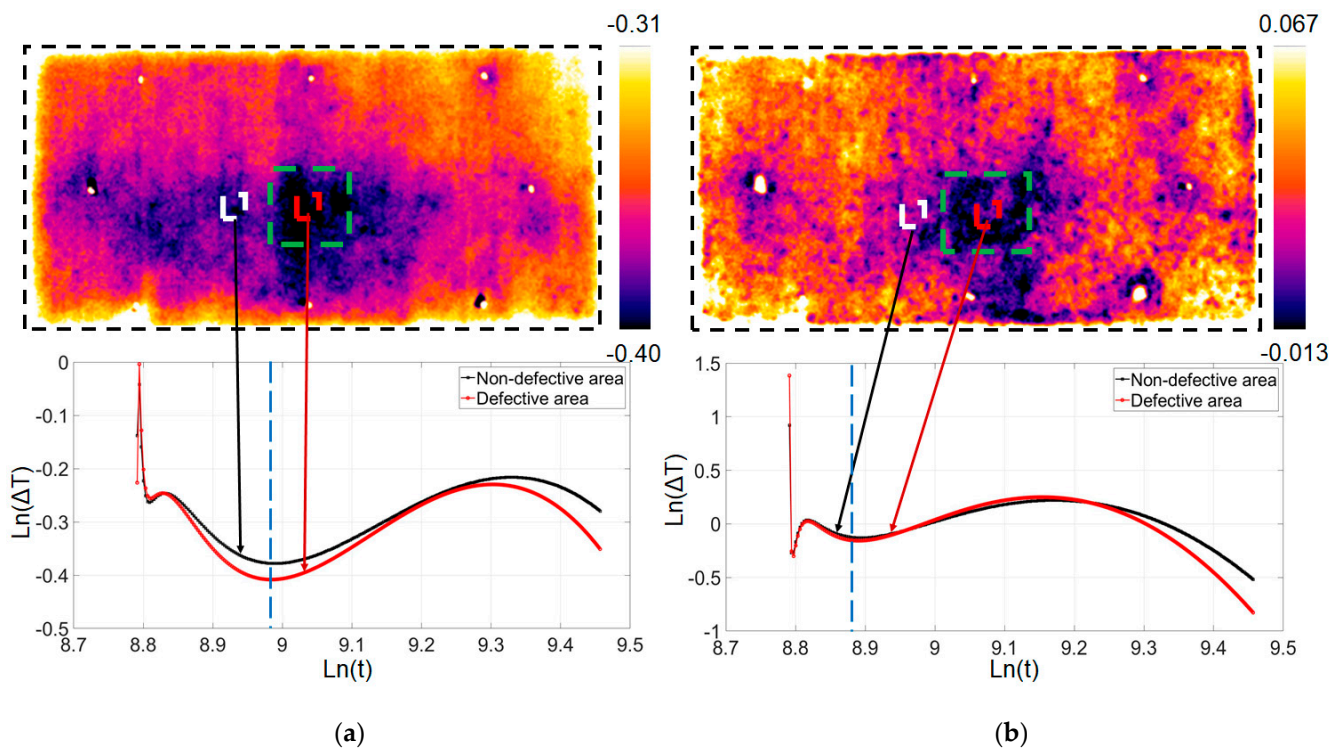 -0.31
0.067
-0.40
-0.013
0
-0.1
-0.2
-0.3
-0.4
-0.5
Ln(ΔT)
Non-defective area
Defective area
8.7 8.8 8.9 9 9.1 9.2 9.3 9.4 9.5
Ln(t)
1.5
1
0.5
0
-0.5
-1
Ln(ΔT)
Non-defective area
Defective area
8.7 8.8 8.9 9 9.1 9.2 9.3 9.4 9.5
Ln(t)
(a)
(b)